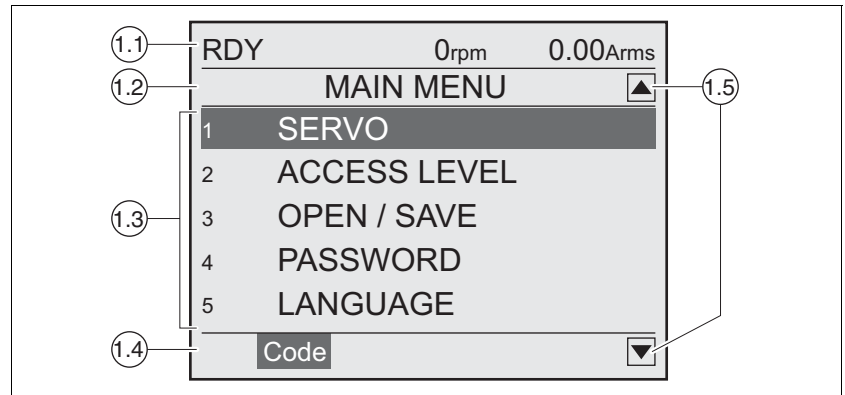 1.1 RDY 0rpm 0.00Arms
1.2 MAIN MENU 1.5
1 SERVO
2 ACCESS LEVEL
1.3 3 OPEN / SAVE
4 PASSWORD
5 LANGUAGE
1.4 Code